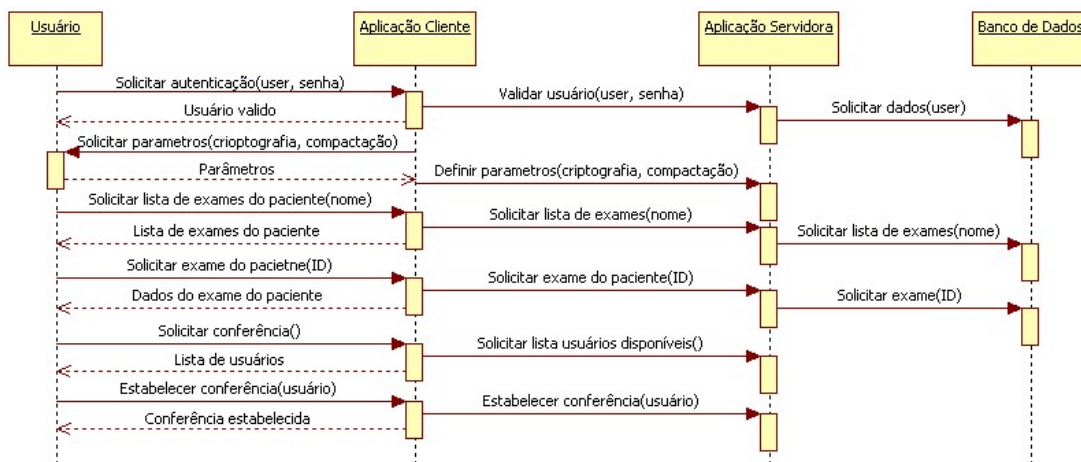 Usuário
Aplicação Cliente
Aplicação Servidora
Banco de Dados
Solicitar autenticação(user, senha)
Validar usuário(user, senha)
Usuário valido
Solicitar dados(user)
Solicitar parametros(crioptografia, compactação)
Parâmetros
Definir parametros(criptografia, compactação)
Solicitar lista de exames do paciente(nome)
Solicitar lista de exames(nome)
Lista de exames do paciente
Solicitar lista de exames(nome)
Solicitar exame do pacietne(ID)
Solicitar exame do paciente(ID)
Dados do exame do paciente
Solicitar exame(ID)
Solicitar conferência()
Solicitar lista usuários disponíveis()
Lista de usuários
Estabelecer conferência(usuário)
Estabelecer conferência(usuário)
Conferência estabelecida